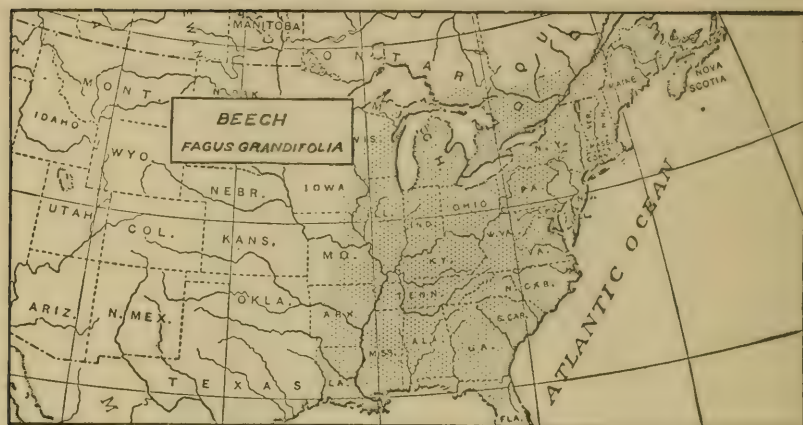 MANITOBA
ONTARIO
QU
NOVA
SCOTIA
MAINE
MONT
IDAHO
BEECH
FAGUS GRANDIFOLIA
WIS.
N.Y.
WYO.
IOWA
NEBR.
PA.
OHIO
IND.
UTAH
COL.
KANS.
MO.
W.VA.
VA.
KY.
ATLANTIC OCEAN
OKLA.
TENN.
N. CAR.
ARIZ.
N. MEX.
ARK.
S. CAR.
MISS.
ALA.
GA.
TEXAS
LA.
FLA.